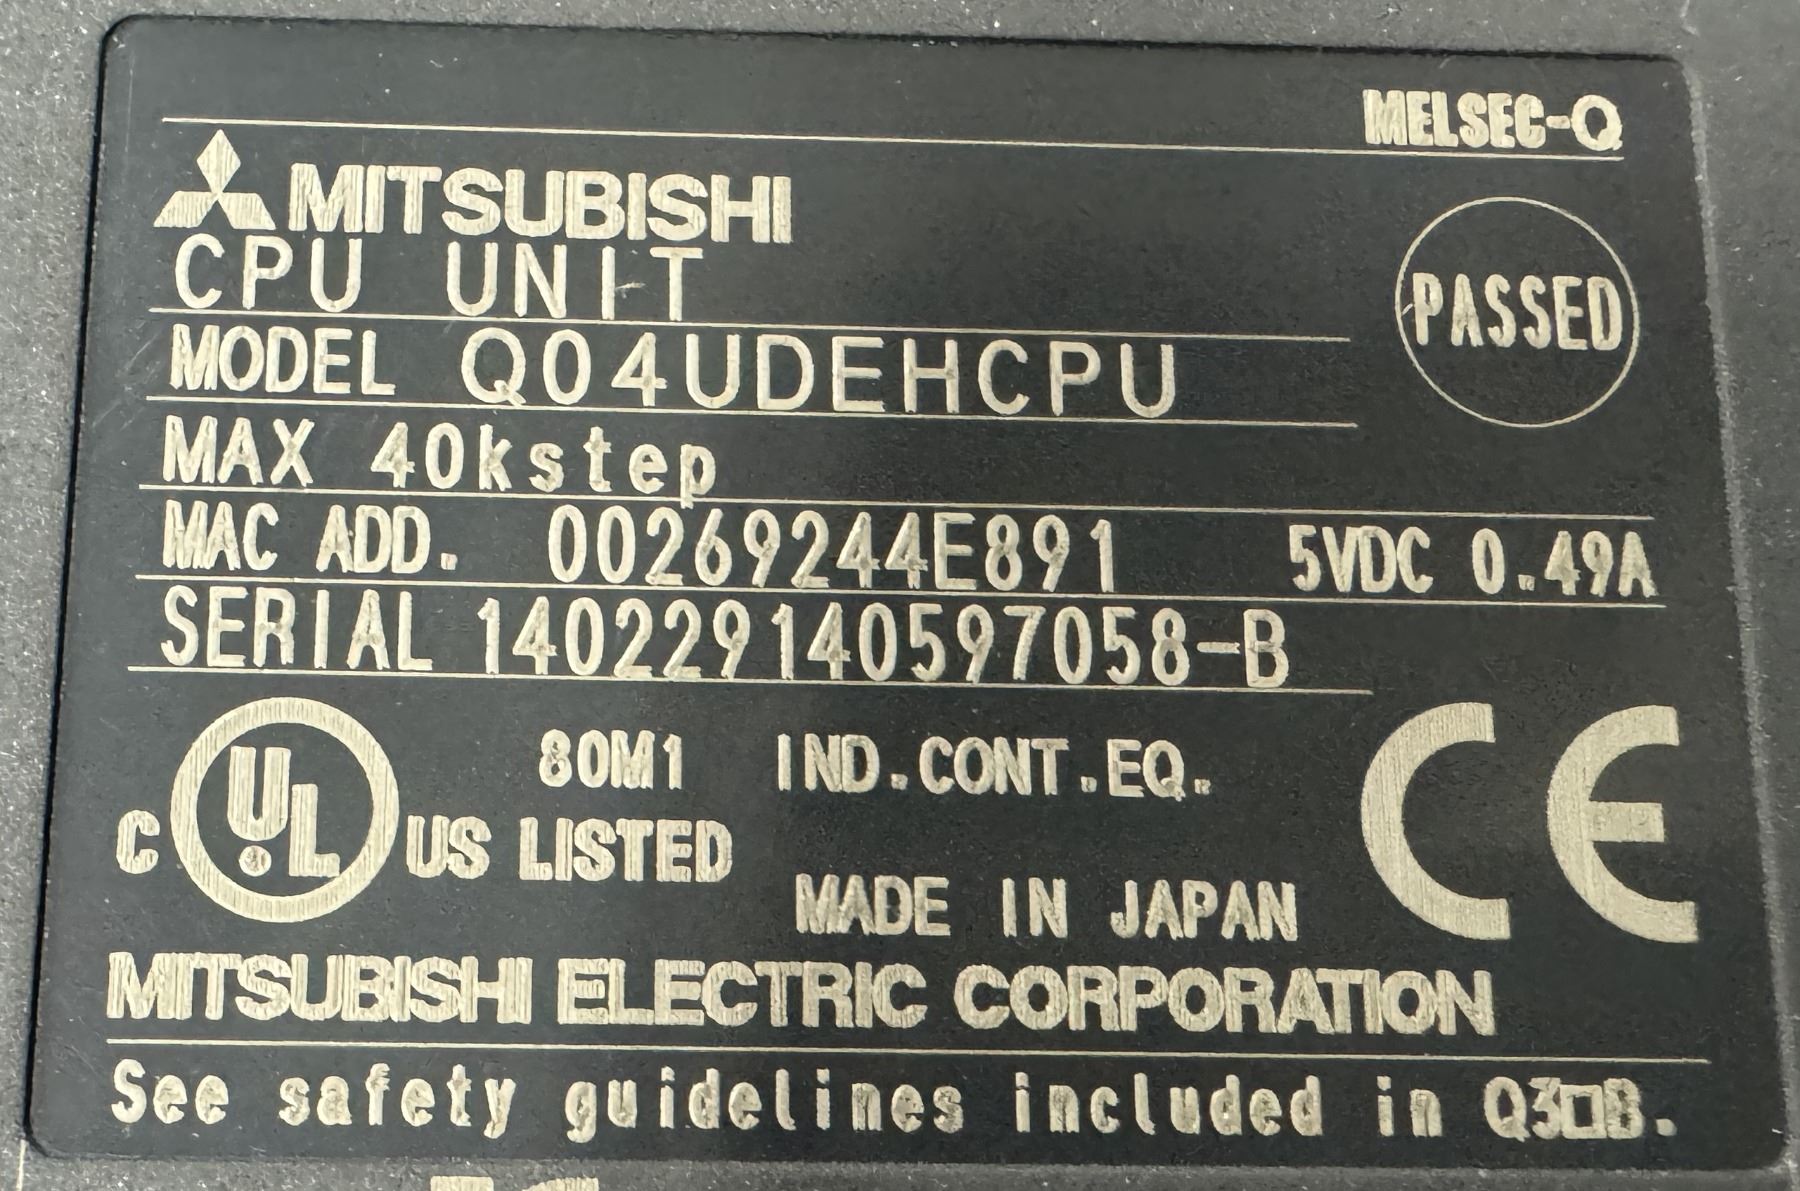 MELSEC-Q
MITSUBISHI
CPU UNIT
PASSED
MODEL Q04UDEHCPU
MAX 40kstep
MAC ADD. 00269244E891 5VDC 0.49A
SERIAL 140229140597058-B
80M1 IND.CONT.EQ.
C UL US LISTED
CE
MADE IN JAPAN
MITSUBISHI ELECTRIC CORPORATION
See safety guidelines included in Q3□B.